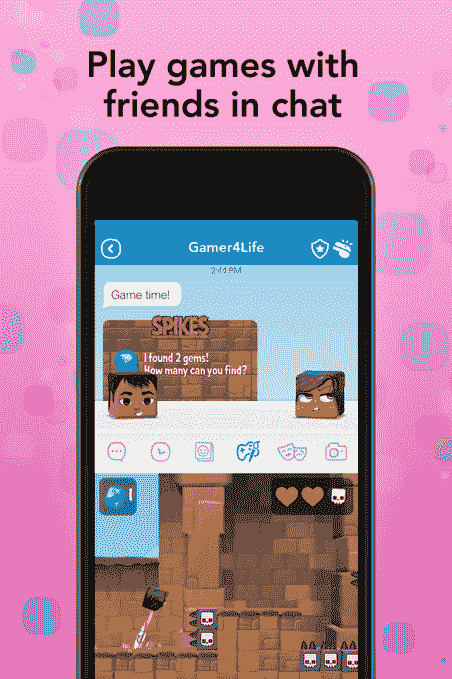 Play games with
friends in chat
Gamer4Life
2:44 PM
Game time!
SPIKES
I found 2 gems!
How many can you find?